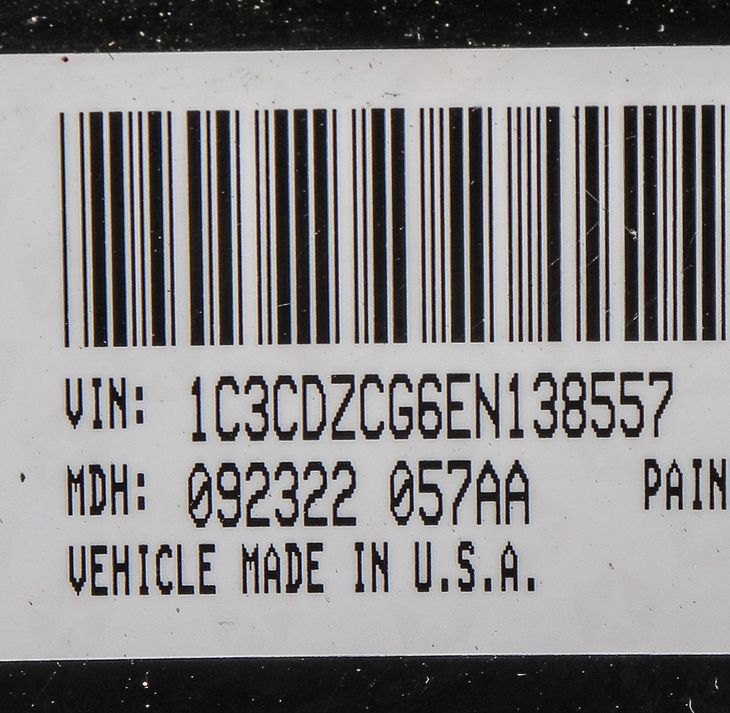 VIN: 1C3CDZCG6EN138557
MDH: 092322 057AA PAIN
VEHICLE MADE IN U.S.A.